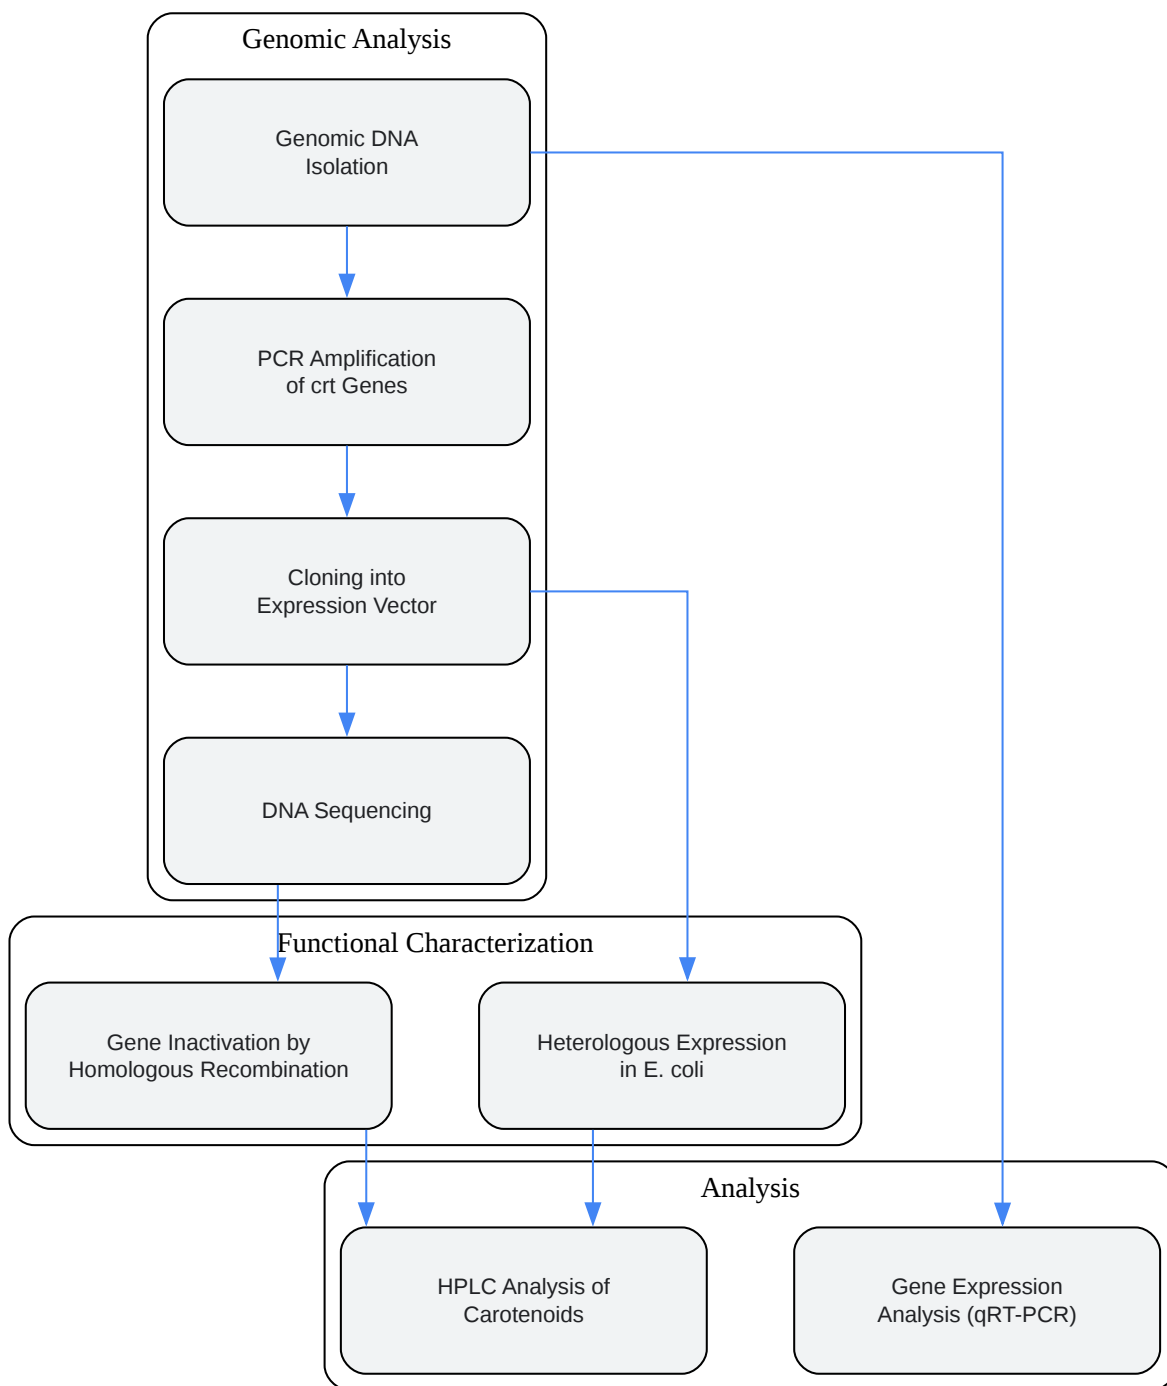 Genomic Analysis
Genomic DNA
Isolation
PCR Amplification
of crt Genes
Cloning into
Expression Vector
DNA Sequencing
Functional Characterization
Gene Inactivation by
Homologous Recombination
Heterologous Expression
in E. coli
Analysis
HPLC Analysis of
Carotenoids
Gene Expression
Analysis (qRT-PCR)